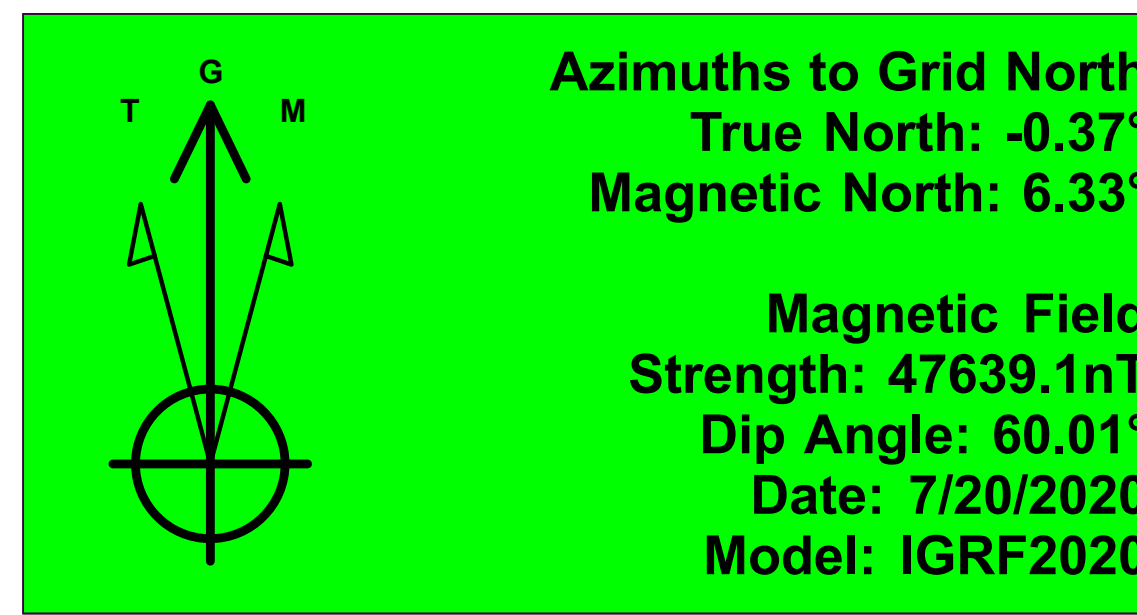 G
T M
Azimuths to Grid North
True North: -0.37°
Magnetic North: 6.33°
Magnetic Field
Strength: 47639.1nT
Dip Angle: 60.01°
Date: 7/20/2020
Model: IGRF2020